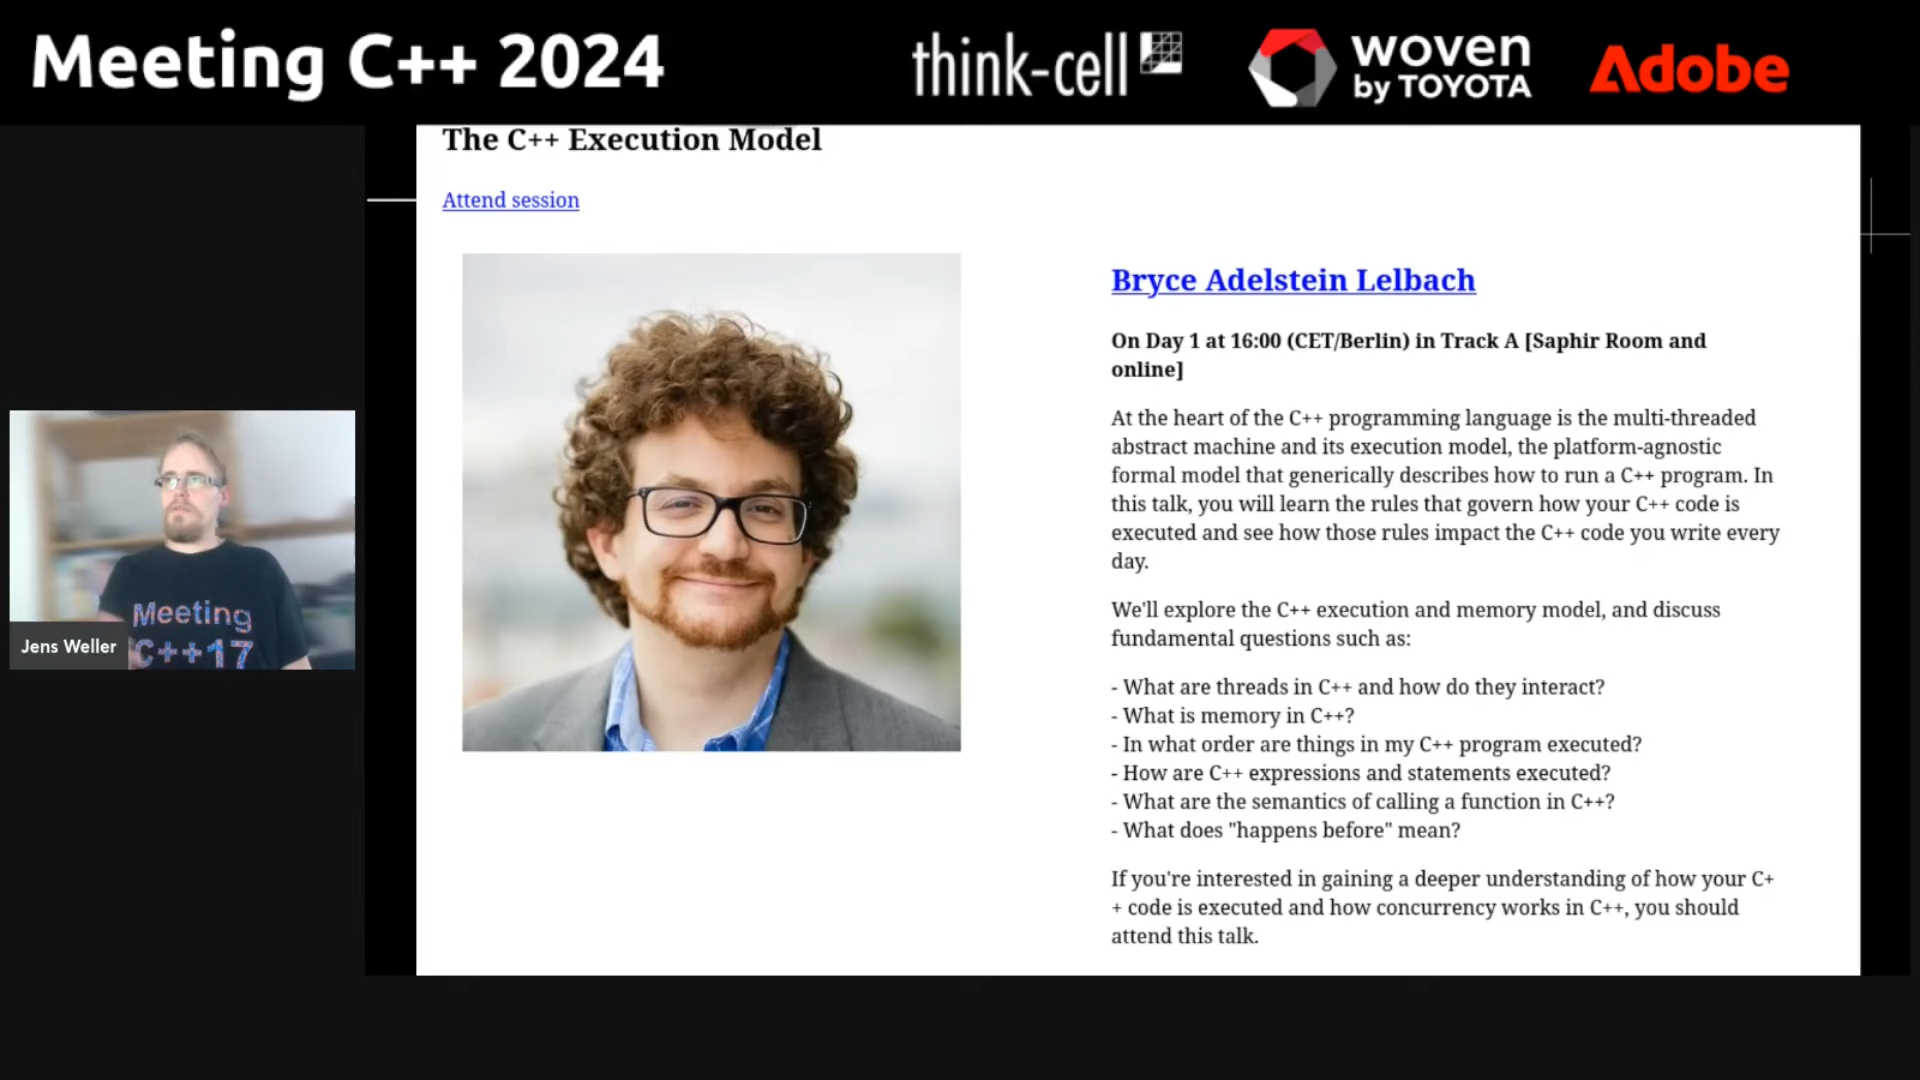 Meeting C++ 2024
think-cell
woven
by TOYOTA
Adobe
The C++ Execution Model
Attend session
Bryce Adelstein Lelbach
On Day 1 at 16:00 (CET/Berlin) in Track A [Saphir Room and
online]
At the heart of the C++ programming language is the multi-threaded
abstract machine and its execution model, the platform-agnostic
formal model that generically describes how to run a C++ program. In
this talk, you will learn the rules that govern how your C++ code is
executed and see how those rules impact the C++ code you write every
day.
We'll explore the C++ execution and memory model, and discuss
fundamental questions such as:
- What are threads in C++ and how do they interact?
- What is memory in C++?
- In what order are things in my C++ program executed?
- How are C++ expressions and statements executed?
- What are the semantics of calling a function in C++?
- What does "happens before" mean?
If you're interested in gaining a deeper understanding of how your C+
+ code is executed and how concurrency works in C++, you should
attend this talk.
Meeting
C++17
Jens Weller